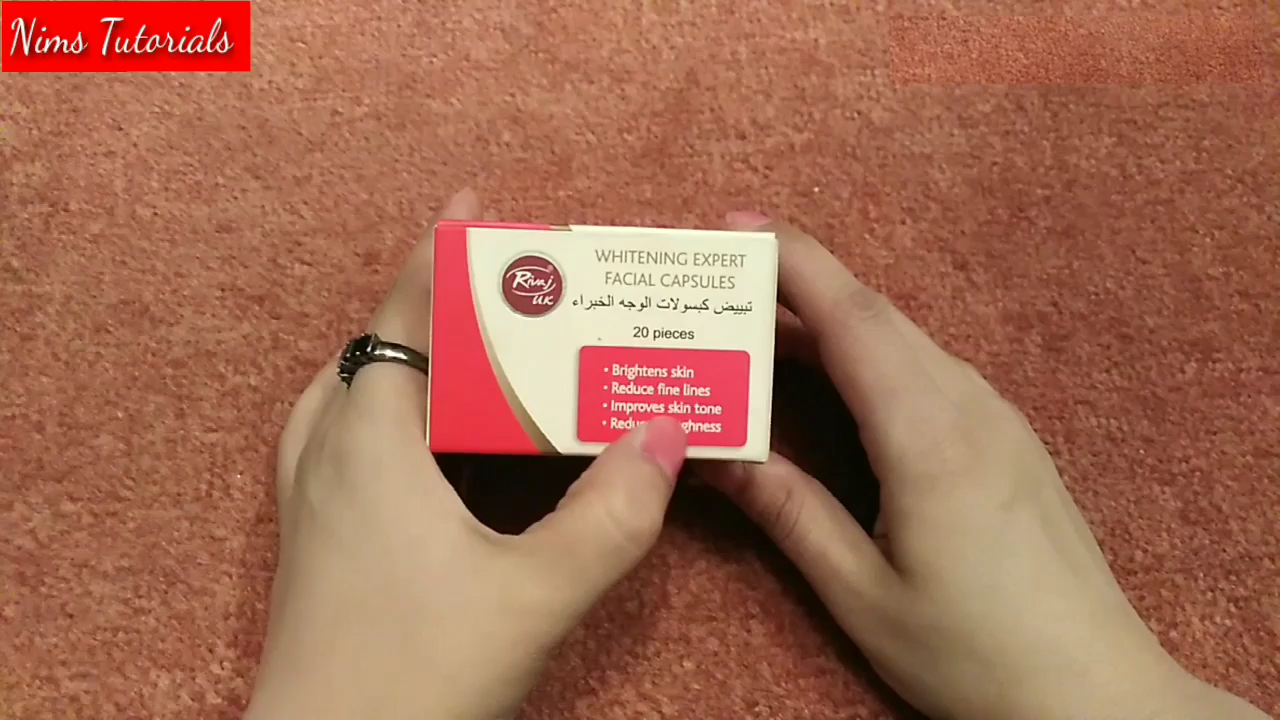 Nims Tutorials
Rivaj
UK
WHITENING EXPERT
FACIAL CAPSULES
تبييض كبسولات الوجه الخبراء
20 pieces
• Brightens skin
• Reduce fine lines
• Improves skin tone